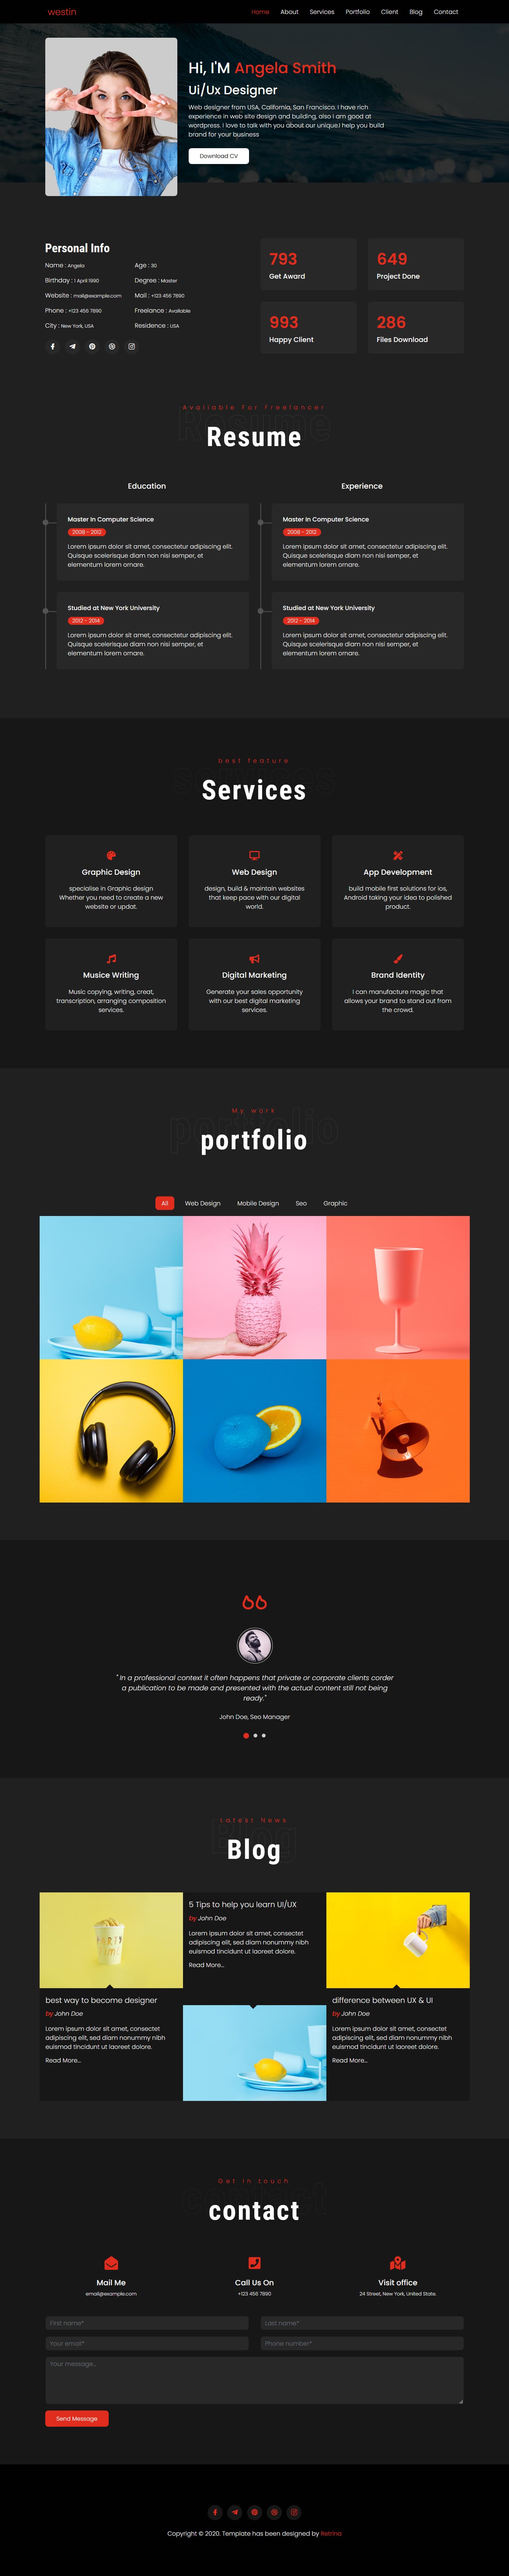 westin
Home About Services Portfolio Client Blog Contact
Hi, I'M Angela Smith
Ui/Ux Designer
Web designer from USA, California, San Francisco. I have rich
experience in web site design and building, also I am good at
wordpress. I love to talk with you about our unique.I help you build
brand for your business
Download CV
Personal Info
Name : Angela
Age : 30
Birthday : 1 April 1990
Degree : Master
Website : mail@example.com
Mail : +123 456 7890
Phone : +123 456 7890
Freelance : Available
City : New York, USA
Residence : USA
793
Get Award
649
Project Done
993
Happy Client
286
Files Download
Available For Freelancer
Resume
Resume
Education
Master In Computer Science
2008 - 2012
Lorem ipsum dolor sit amet, consectetur adipiscing elit.
Quisque scelerisque diam non nisi semper, et
elementum lorem ornare.
Studied at New York University
2012 - 2014
Lorem ipsum dolor sit amet, consectetur adipiscing elit.
Quisque scelerisque diam non nisi semper, et
elementum lorem ornare.
Experience
Master In Computer Science
2008 - 2012
Lorem ipsum dolor sit amet, consectetur adipiscing elit.
Quisque scelerisque diam non nisi semper, et
elementum lorem ornare.
Studied at New York University
2012 - 2014
Lorem ipsum dolor sit amet, consectetur adipiscing elit.
Quisque scelerisque diam non nisi semper, et
elementum lorem ornare.
best feature
services
Services
Graphic Design
specialise in Graphic design
Whether you need to create a new
website or updat.
Web Design
design, build & maintain websites
that keep pace with our digital
world.
App Development
build mobile first solutions for ios,
Android taking your idea to polished
product.
Musice Writing
Music copying, writing, creat,
transcription, arranging composition
services.
Digital Marketing
Generate your sales opportunity
with our best digital marketing
services.
Brand Identity
I can manufacture magic that
allows your brand to stand out from
the crowd.
My work
portfolio
portfolio
All Web Design Mobile Design Seo Graphic
" In a professional context it often happens that private or corporate clients corder
a publication to be made and presented with the actual content still not being
ready."
John Doe, Seo Manager
Latest News
Blog
Blog
PARTY
TIME!
best way to become designer
by John Doe
Lorem ipsum dolor sit amet, consectet
adipiscing elit, sed diam nonummy nibh
euismod tincidunt ut laoreet dolore.
Read More...
5 Tips to help you learn UI/UX
by John Doe
Lorem ipsum dolor sit amet, consectet
adipiscing elit, sed diam nonummy nibh
euismod tincidunt ut laoreet dolore.
Read More...
difference between UX & UI
by John Doe
Lorem ipsum dolor sit amet, consectet
adipiscing elit, sed diam nonummy nibh
euismod tincidunt ut laoreet dolore.
Read More...
Get in touch
contact
contact
Mail Me
email@example.com
Call Us On
+123 456 7890
Visit office
24 Street, New York, United State.
First name*
Last name*
Your email*
Phone number*
Your message...
Send Message
Copyright © 2020. Template has been designed by Retrina